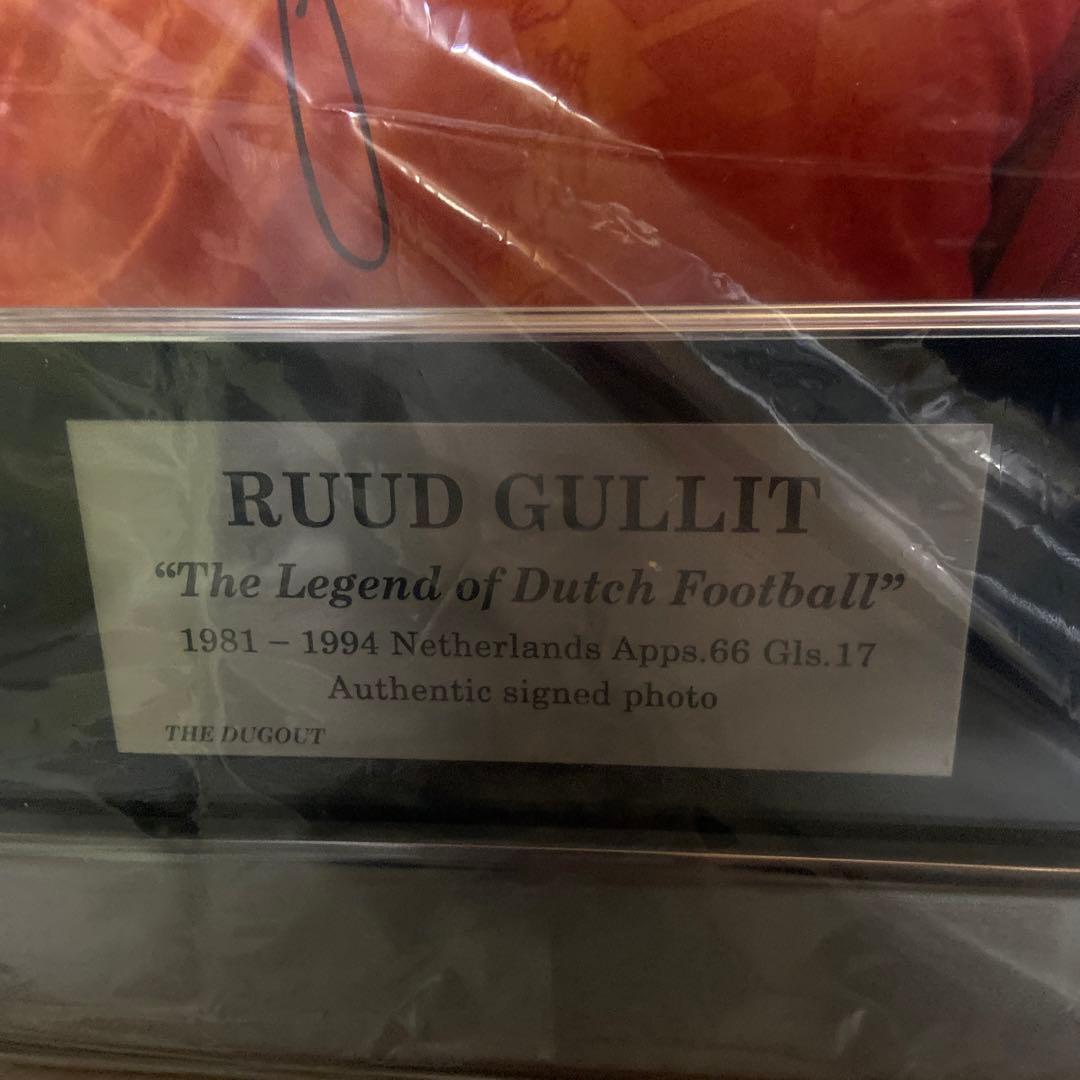 RUUD GULLIT
“The Legend of Dutch Football”
1981 – 1994 Netherlands Apps.66 Gls.17
Authentic signed photo
THE DUGOUT